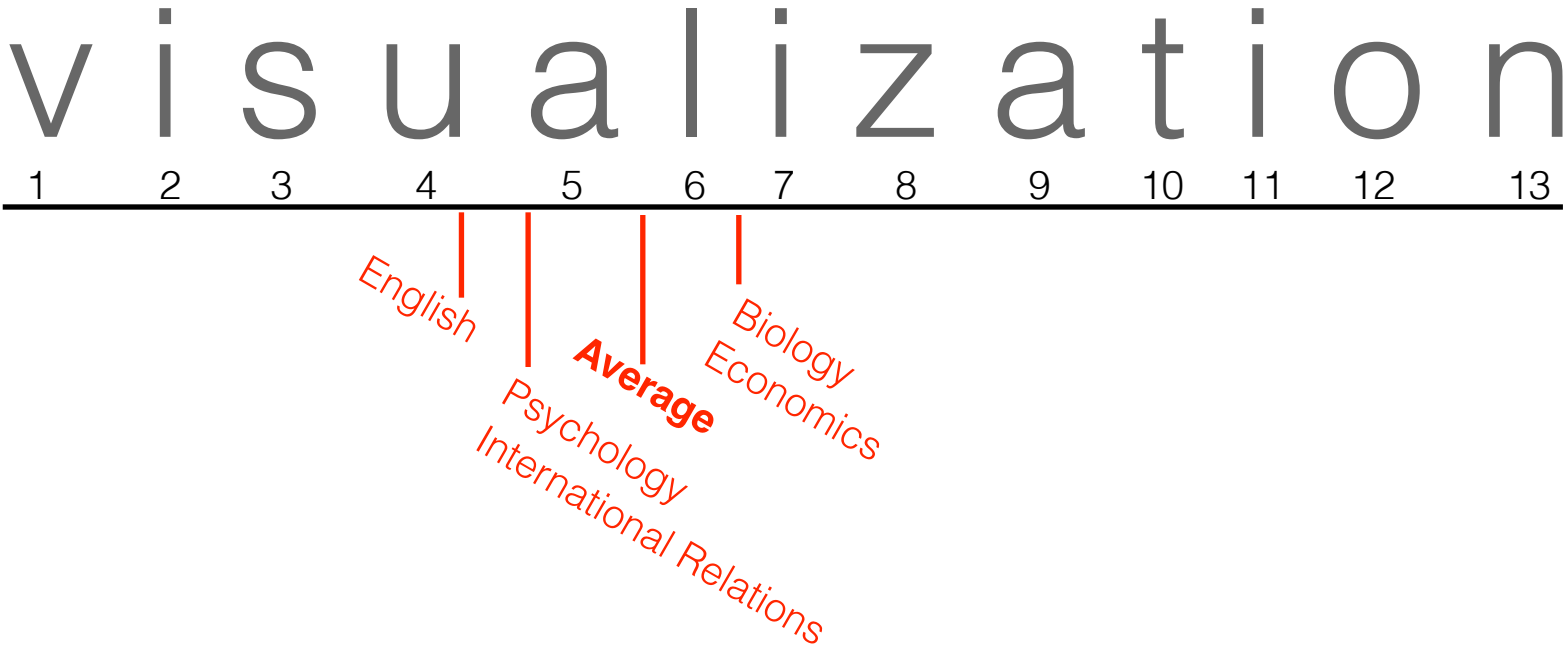 visualization
1 2 3 4 5 6 7 8 9 10 11 12 13
English
Psychology
International Relations
Average
Biology
Economics